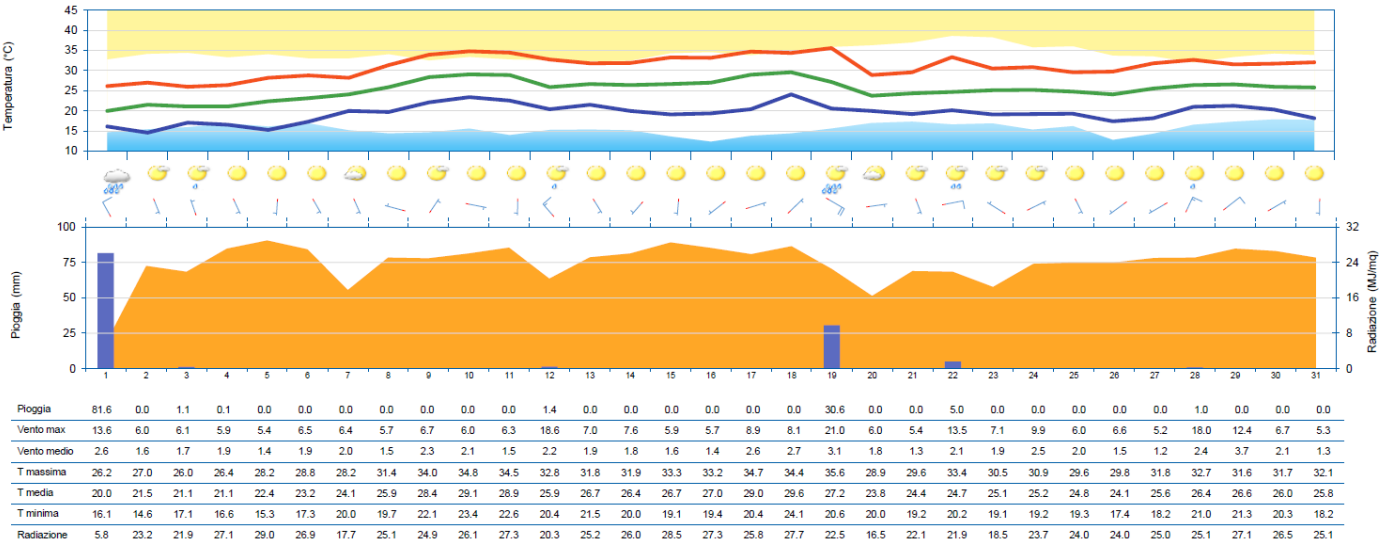 Temperatura (°C)
45
40
35
30
25
20
15
10
Pioggia (mm)
100
75
50
25
0
Radiazione (MJ/mq)
32
24
16
8
0
1 2 3 4 5 6 7 8 9 10 11 12 13 14 15 16 17 18 19 20 21 22 23 24 25 26 27 28 29 30 31
Pioggia 81.6 0.0 1.1 0.1 0.0 0.0 0.0 0.0 0.0 0.0 0.0 1.4 0.0 0.0 0.0 0.0 0.0 0.0 30.6 0.0 0.0 5.0 0.0 0.0 0.0 0.0 0.0 1.0 0.0 0.0 0.0
Vento max 13.6 6.0 6.1 5.9 5.4 6.5 6.4 5.7 6.7 6.0 6.3 18.6 7.0 7.6 5.9 5.7 8.9 8.1 21.0 6.0 5.4 13.5 7.1 9.9 6.0 6.6 5.2 18.0 12.4 6.7 5.3
Vento medio 2.6 1.6 1.7 1.9 1.4 1.9 2.0 1.5 2.3 2.1 1.5 2.2 1.9 1.8 1.6 1.4 2.6 2.7 3.1 1.8 1.3 2.1 1.9 2.5 2.0 1.5 1.2 2.4 3.7 2.1 1.3
T massima 26.2 27.0 26.0 26.4 28.2 28.8 28.2 31.4 34.0 34.8 34.5 32.8 31.8 31.9 33.3 33.2 34.7 34.4 35.6 28.9 29.6 33.4 30.5 30.9 29.6 29.8 31.8 32.7 31.6 31.7 32.1
T media 20.0 21.5 21.1 21.1 22.4 23.2 24.1 25.9 28.4 29.1 28.9 25.9 26.7 26.4 26.7 27.0 29.0 29.6 27.2 23.8 24.4 24.7 25.1 25.2 24.8 24.1 25.6 26.4 26.6 26.0 25.8
T minima 16.1 14.6 17.1 16.6 15.3 17.3 20.0 19.7 22.1 23.4 22.6 20.4 21.5 20.0 19.1 19.4 20.4 24.1 20.6 20.0 19.2 20.2 19.1 19.2 19.3 17.4 18.2 21.0 21.3 20.3 18.2
Radiazione 5.8 23.2 21.9 27.1 29.0 26.9 17.7 25.1 24.9 26.1 27.3 20.3 25.2 26.0 28.5 27.3 25.8 27.7 22.5 16.5 22.1 21.9 18.5 23.7 24.0 24.0 25.0 25.1 27.1 26.5 25.1